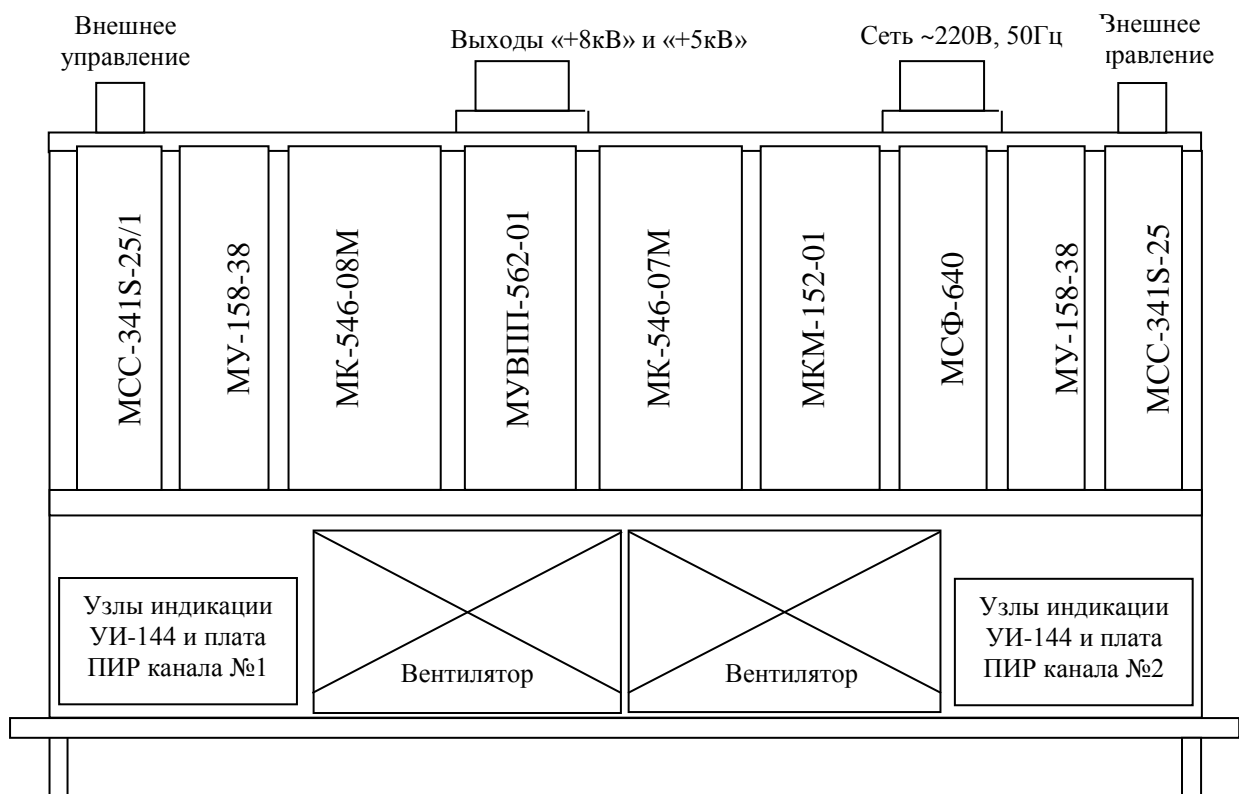 Внешнее
управление
Выходы «+8кВ» и «+5кВ»
Сеть ~220В, 50Гц
Внешнее
правление
МСС-341S-25/1
МУ-158-38
МК-546-08М
МУВПП-562-01
МК-546-07М
МКМ-152-01
МСФ-640
МУ-158-38
МСС-341S-25
Узлы индикации
УИ-144 и плата
ПИР канала №1
Вентилятор
Вентилятор
Узлы индикации
УИ-144 и плата
ПИР канала №2